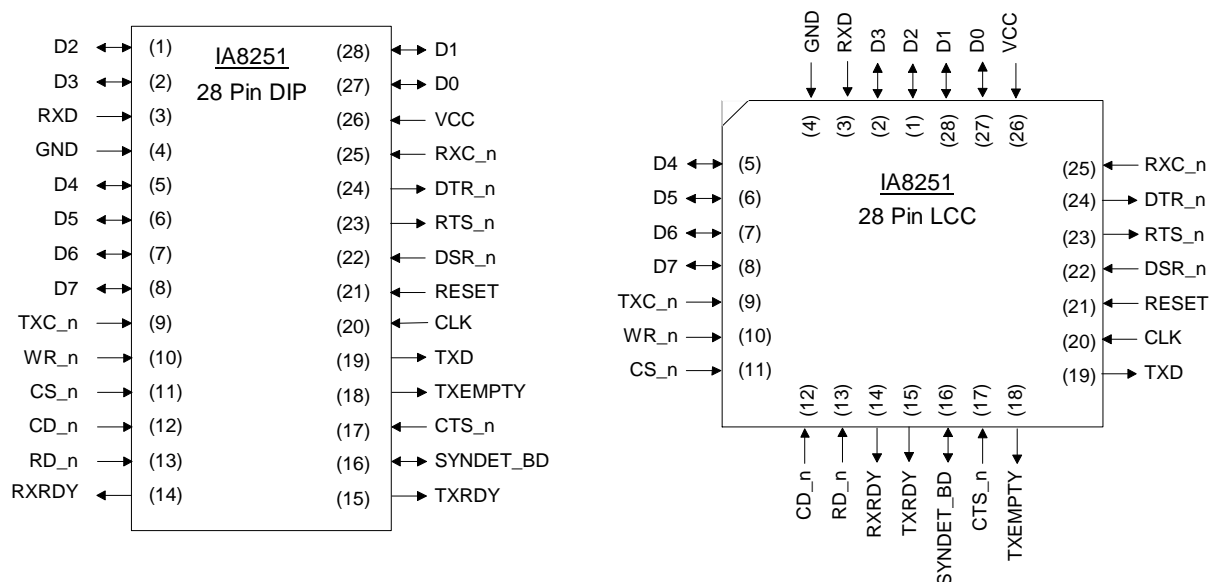 IA8251
28 Pin DIP
D2 (1) (28) D1
D3 (2) (27) D0
RXD (3) (26) VCC
GND (4) (25) RXC_n
D4 (5) (24) DTR_n
D5 (6) (23) RTS_n
D6 (7) (22) DSR_n
D7 (8) (21) RESET
TXC_n (9) (20) CLK
WR_n (10) (19) TXD
CS_n (11) (18) TXEMPTY
CD_n (12) (17) CTS_n
RD_n (13) (16) SYNDET_BD
RXRDY (14) (15) TXRDY
GND RXD D3 D2 D1 D0 VCC
(4) (3) (2) (1) (28) (27) (26)
IA8251
28 Pin LCC
D4 (5) (25) RXC_n
D5 (6) (24) DTR_n
D6 (7) (23) RTS_n
D7 (8) (22) DSR_n
TXC_n (9) (21) RESET
WR_n (10) (20) CLK
CS_n (11) (19) TXD
(12) (13) (14) (15) (16) (17) (18)
CD_n RD_n RXRDY TXRDY SYNDET_BD CTS_n TXEMPTY